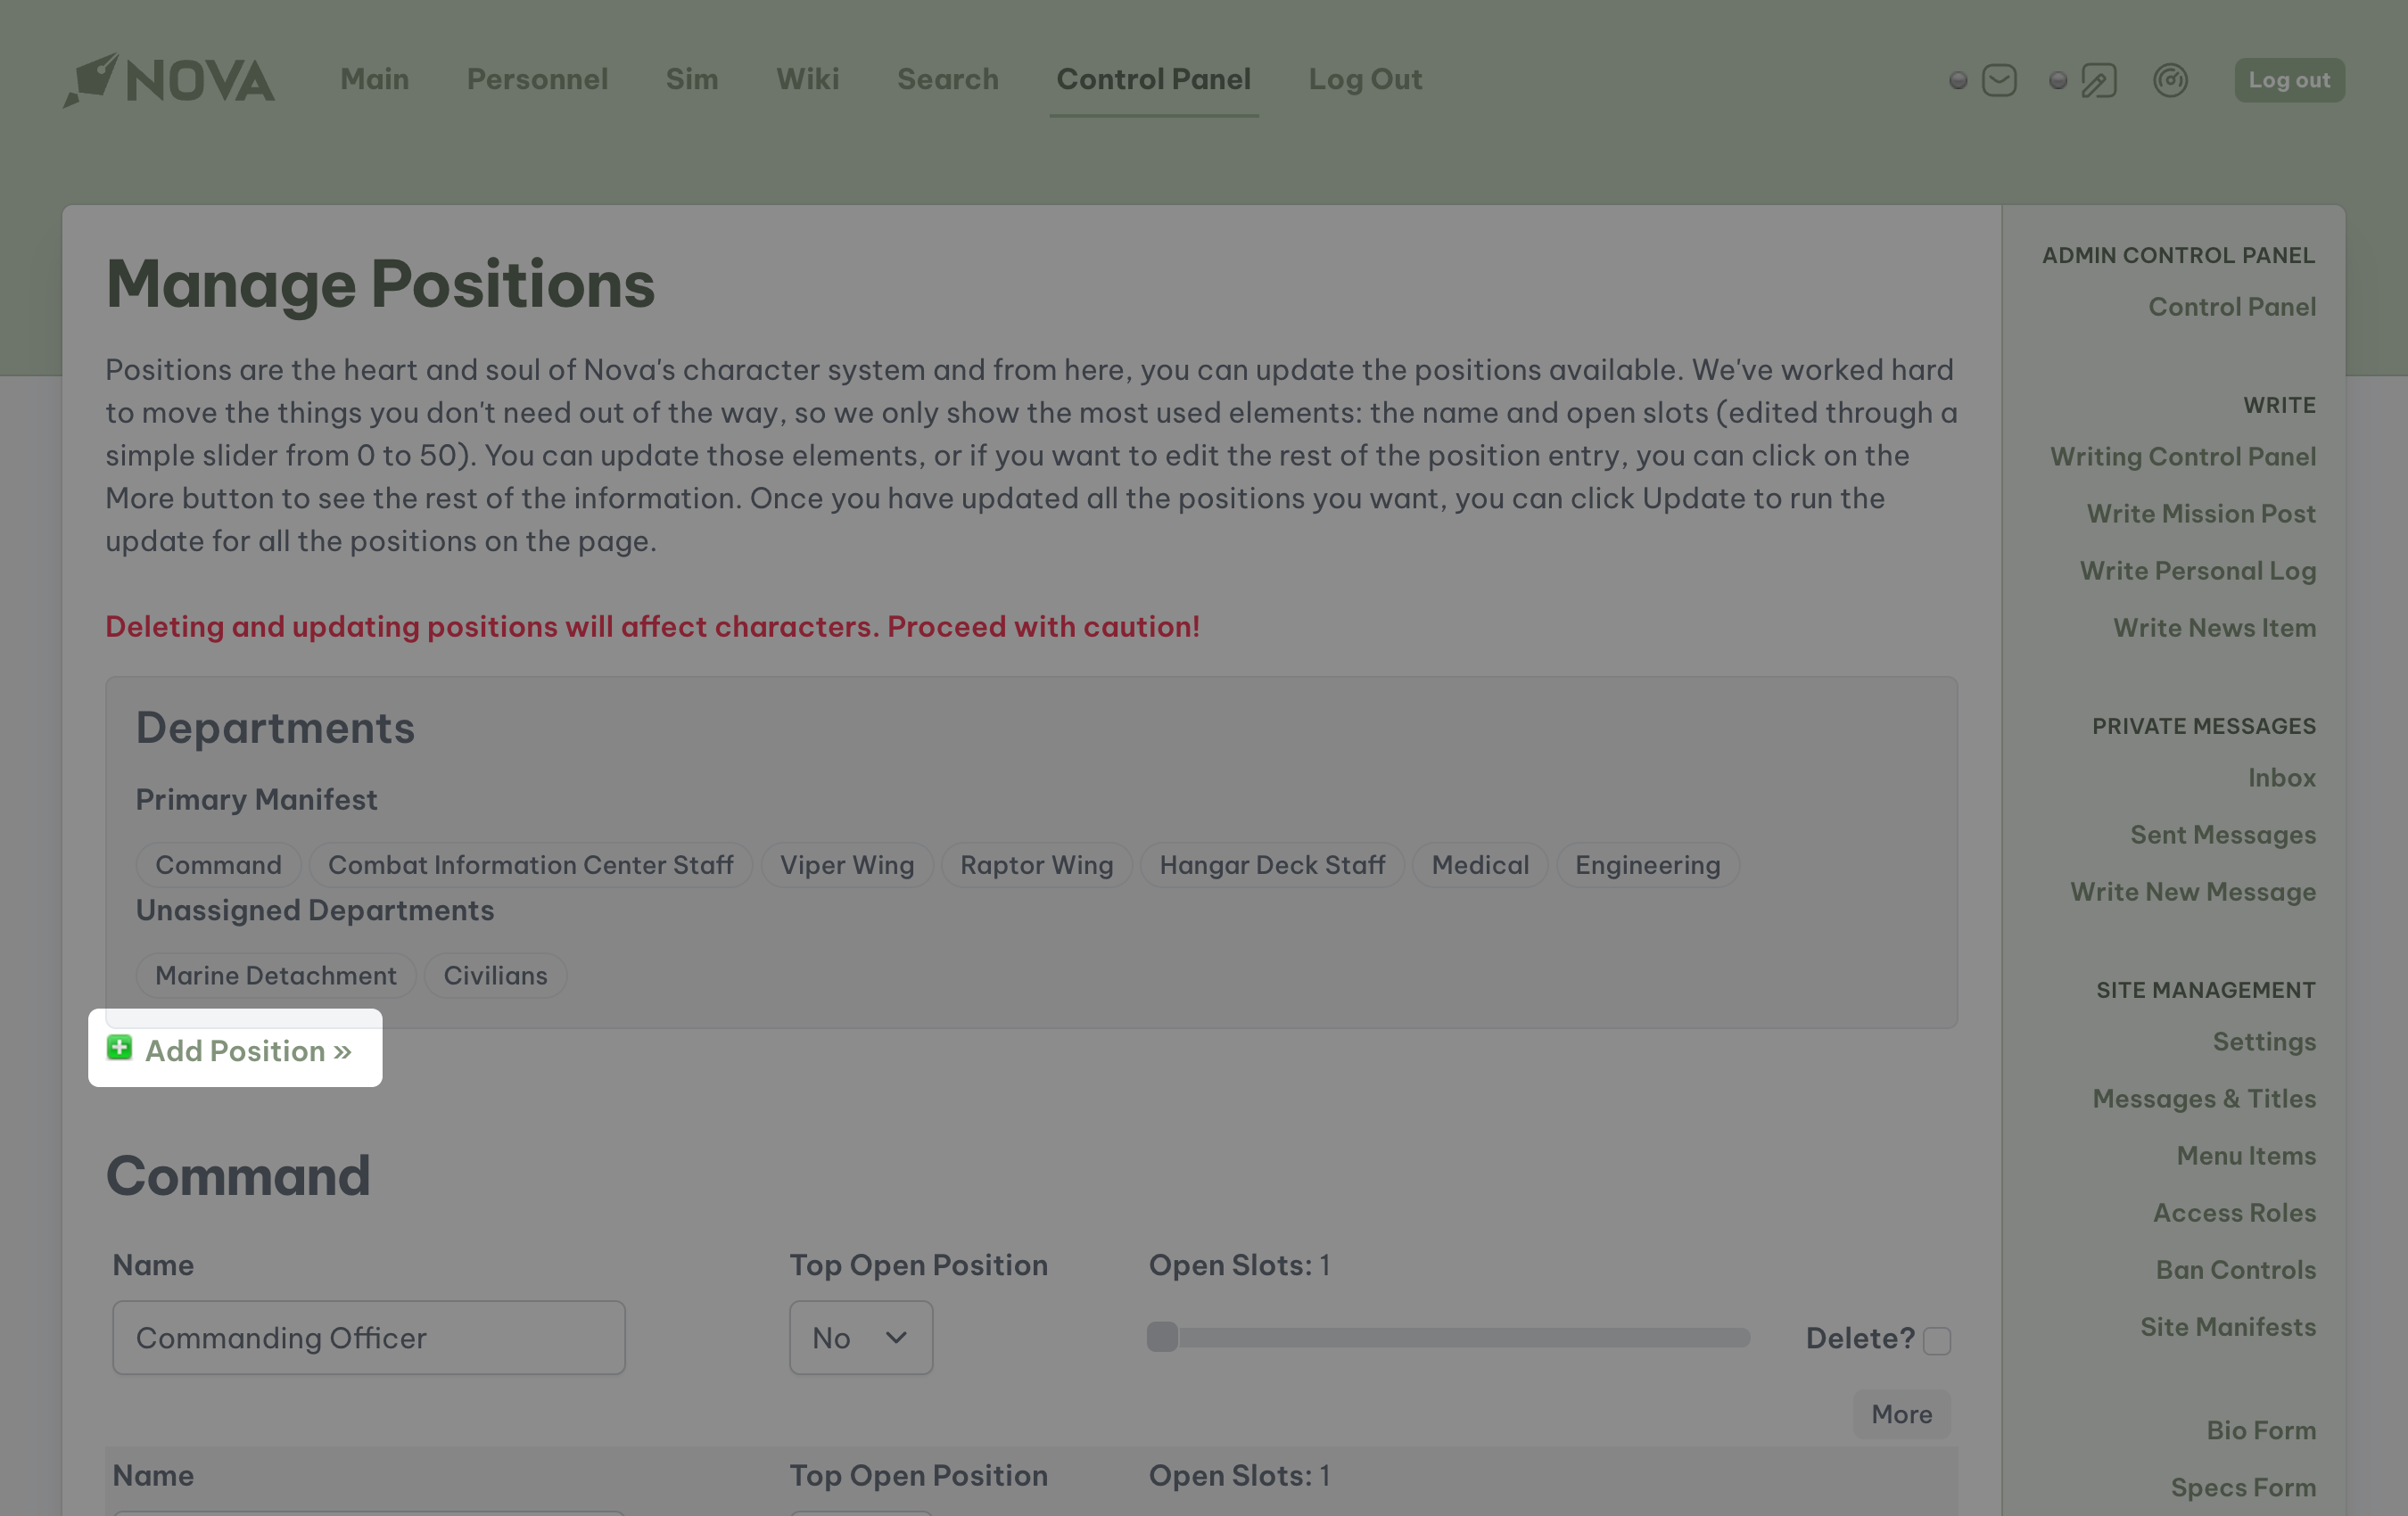 NOVA Main Personnel Sim Wiki Search Control Panel Log Out Log out
Manage Positions
Positions are the heart and soul of Nova's character system and from here, you can update the positions available. We've worked hard
to move the things you don't need out of the way, so we only show the most used elements: the name and open slots (edited through a
simple slider from 0 to 50). You can update those elements, or if you want to edit the rest of the position entry, you can click on the
More button to see the rest of the information. Once you have updated all the positions you want, you can click Update to run the
update for all the positions on the page.
Deleting and updating positions will affect characters. Proceed with caution!
Departments
Primary Manifest
Command Combat Information Center Staff Viper Wing Raptor Wing Hangar Deck Staff Medical Engineering
Unassigned Departments
Marine Detachment Civilians
Add Position »
Command
Name Top Open Position Open Slots: 1
Commanding Officer No Delete?
More
Name Top Open Position Open Slots: 1
ADMIN CONTROL PANEL
Control Panel
WRITE
Writing Control Panel
Write Mission Post
Write Personal Log
Write News Item
PRIVATE MESSAGES
Inbox
Sent Messages
Write New Message
SITE MANAGEMENT
Settings
Messages & Titles
Menu Items
Access Roles
Ban Controls
Site Manifests
Bio Form
Specs Form